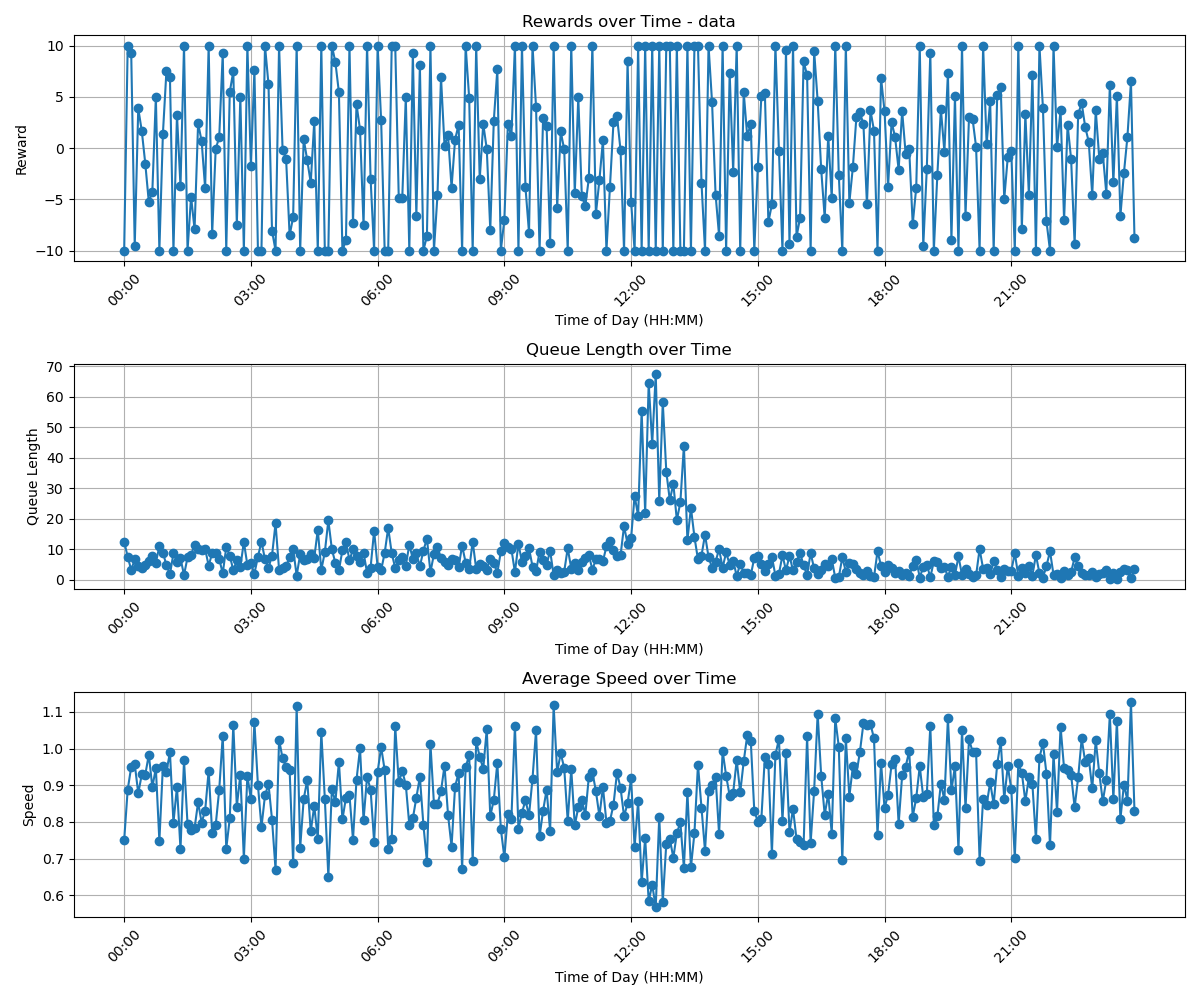 Rewards over Time - data
10
5
0
−5
−10
Reward
00:00 03:00 06:00 09:00 12:00 15:00 18:00 21:00
Time of Day (HH:MM)
Queue Length over Time
70
60
50
40
30
20
10
0
Queue Length
00:00 03:00 06:00 09:00 12:00 15:00 18:00 21:00
Time of Day (HH:MM)
Average Speed over Time
1.1
1.0
0.9
0.8
0.7
0.6
Speed
00:00 03:00 06:00 09:00 12:00 15:00 18:00 21:00
Time of Day (HH:MM)